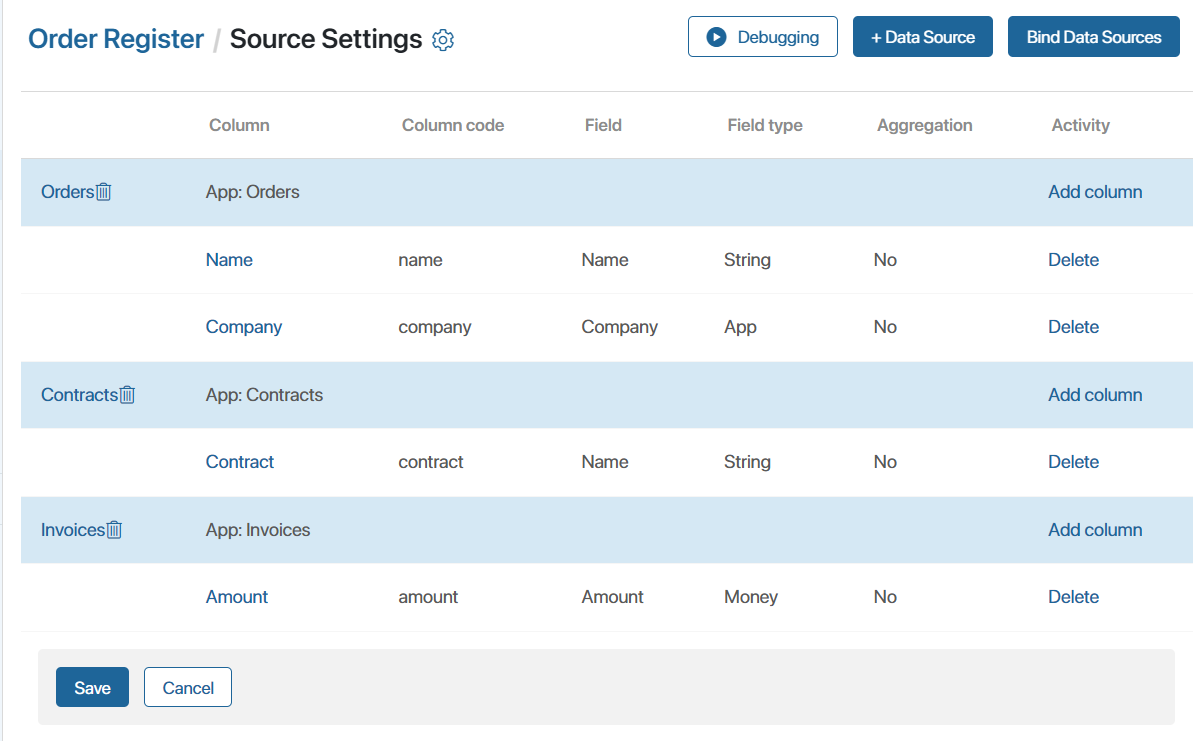 Order Register / Source Settings
Debugging
+ Data Source
Bind Data Sources
Column Column code Field Field type Aggregation Activity
Orders App: Orders Add column
Name name Name String No Delete
Company company Company App No Delete
Contracts App: Contracts Add column
Contract contract Name String No Delete
Invoices App: Invoices Add column
Amount amount Amount Money No Delete
Save Cancel